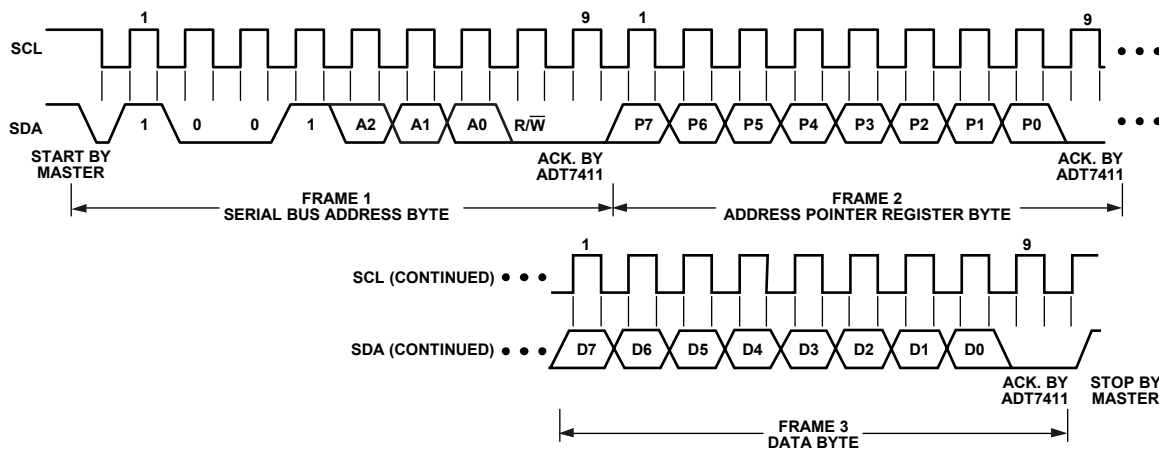 1 9 1 9
SCL
SDA
1 0 0 1 A2 A1 A0 R/W̅ P7 P6 P5 P4 P3 P2 P1 P0
START BY
MASTER
ACK. BY
ADT7411
ACK. BY
ADT7411
FRAME 1
SERIAL BUS ADDRESS BYTE
FRAME 2
ADDRESS POINTER REGISTER BYTE
1 9
SCL (CONTINUED)
SDA (CONTINUED)
D7 D6 D5 D4 D3 D2 D1 D0
ACK. BY
ADT7411
STOP BY
MASTER
FRAME 3
DATA BYTE